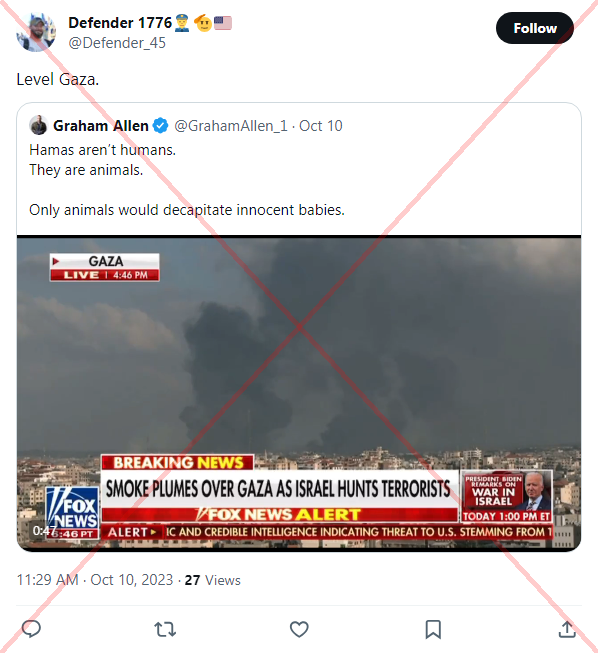 Defender 1776
@Defender_45
Follow
Level Gaza.
Graham Allen @GrahamAllen_1 · Oct 10
Hamas aren't humans.
They are animals.
Only animals would decapitate innocent babies.
GAZA
LIVE | 4:46 PM
BREAKING NEWS
SMOKE PLUMES OVER GAZA AS ISRAEL HUNTS TERRORISTS
FOX NEWS ALERT
PRESIDENT BIDEN
REMARKS ON
WAR IN
ISRAEL
TODAY 1:00 PM ET
FOX
NEWS
0:47
6:46 PT
ALERT IC AND CREDIBLE INTELLIGENCE INDICATING THREAT TO U.S. STEMMING FROM
11:29 AM · Oct 10, 2023 · 27 Views